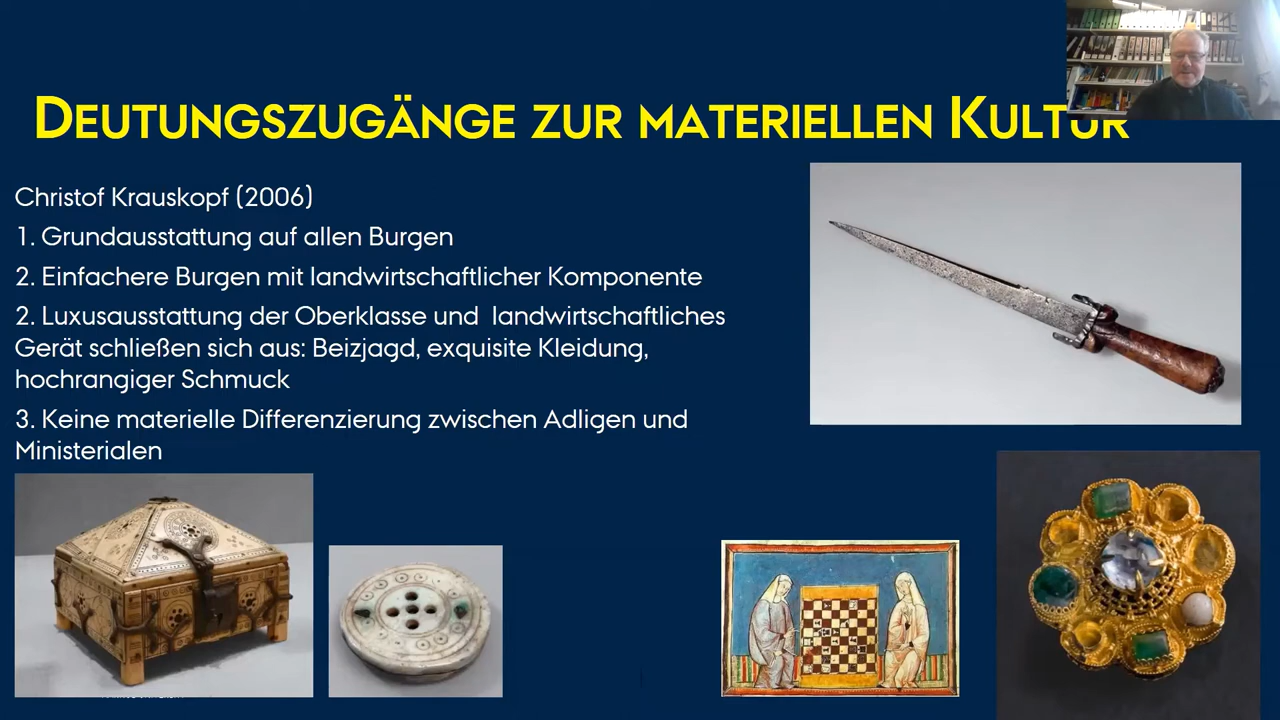 Deutungszugänge zur materiellen Kultur
Christof Krauskopf (2006)
1. Grundausstattung auf allen Burgen
2. Einfachere Burgen mit landwirtschaftlicher Komponente
2. Luxusausstattung der Oberklasse und landwirtschaftliches
Gerät schließen sich aus: Beizjagd, exquisite Kleidung,
hochrangiger Schmuck
3. Keine materielle Differenzierung zwischen Adligen und
Ministerialen